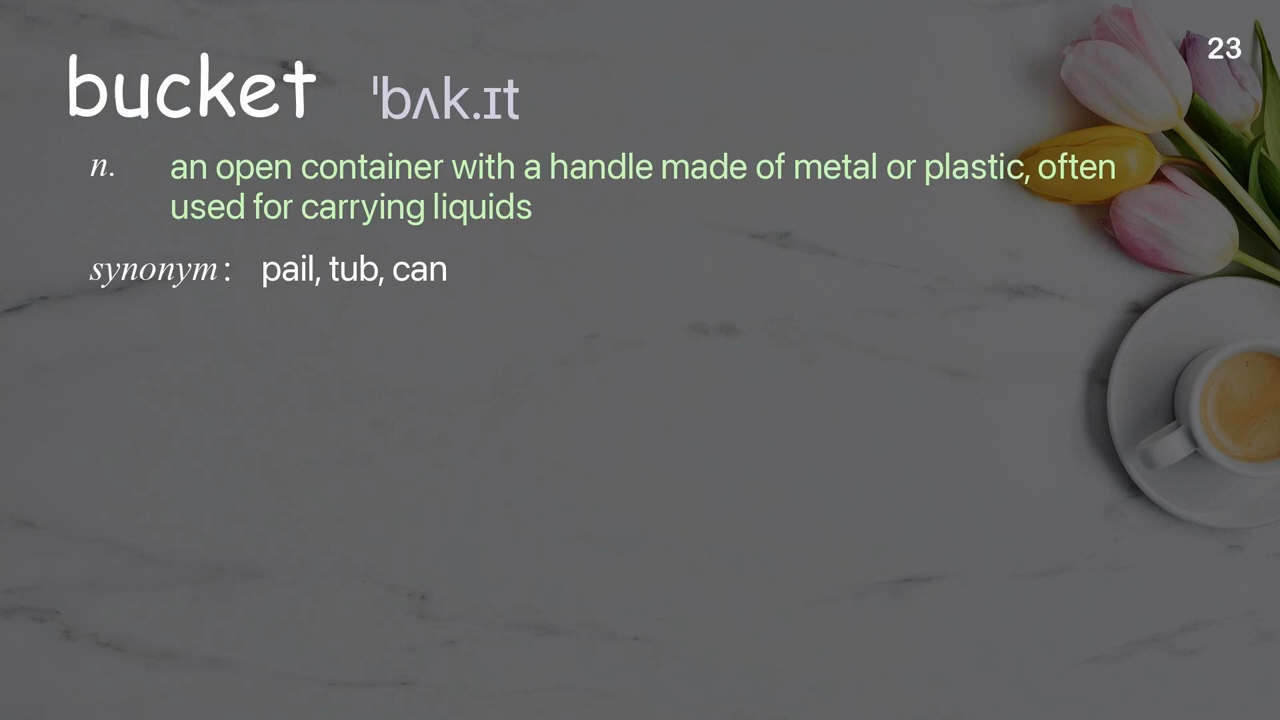 23
bucket ˈbʌk.ɪt
n. an open container with a handle made of metal or plastic, often
used for carrying liquids
synonym: pail, tub, can